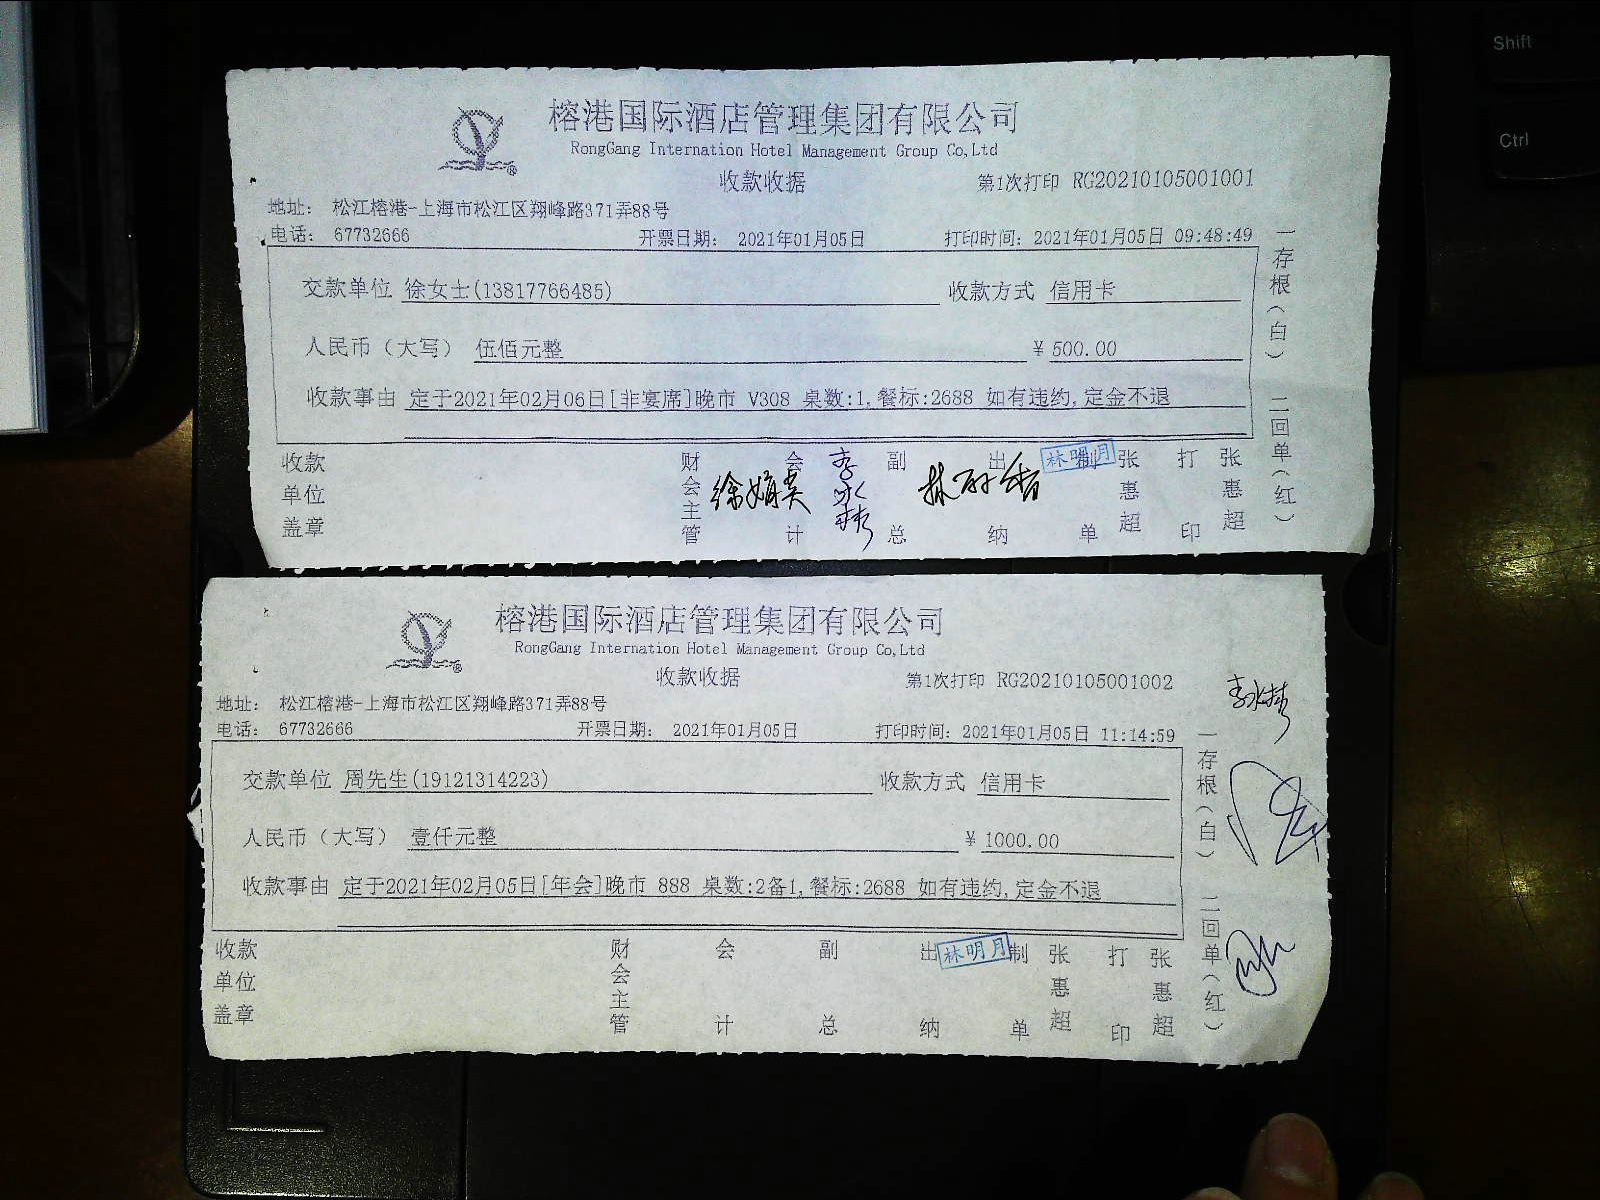 Shift
Ctrl
榕港国际酒店管理集团有限公司
RongGang Internation Hotel Management Group Co,Ltd
收款收据 第1次打印 RG20210105001001
地址： 松江榕港-上海市松江区翔峰路371弄88号
电话： 67732666 开票日期： 2021年01月05日 打印时间：2021年01月05日 09:48:49
交款单位 徐女士(13817766485) 收款方式 信用卡
人民币（大写） 伍佰元整 ￥500.00
收款事由 定于2021年02月06日[非宴席]晚市 V308 桌数:1,餐标:2688 如有违约,定金不退
一存根（白） 二回单（红）
收款单位盖章 财会主管 会计 副总 出纳 林明月 制单 张惠超 打印 张惠超
榕港国际酒店管理集团有限公司
RongGang Internation Hotel Management Group Co,Ltd
收款收据 第1次打印 RG20210105001002
地址： 松江榕港-上海市松江区翔峰路371弄88号
电话： 67732666 开票日期： 2021年01月05日 打印时间：2021年01月05日 11:14:59
交款单位 周先生(19121314223) 收款方式 信用卡
人民币（大写） 壹仟元整 ￥1000.00
收款事由 定于2021年02月05日[年会]晚市 888 桌数:2备1,餐标:2688 如有违约,定金不退
一存根（白） 二回单（红）
收款单位盖章 财会主管 会计 副总 出纳 林明月 制单 张惠超 打印 张惠超